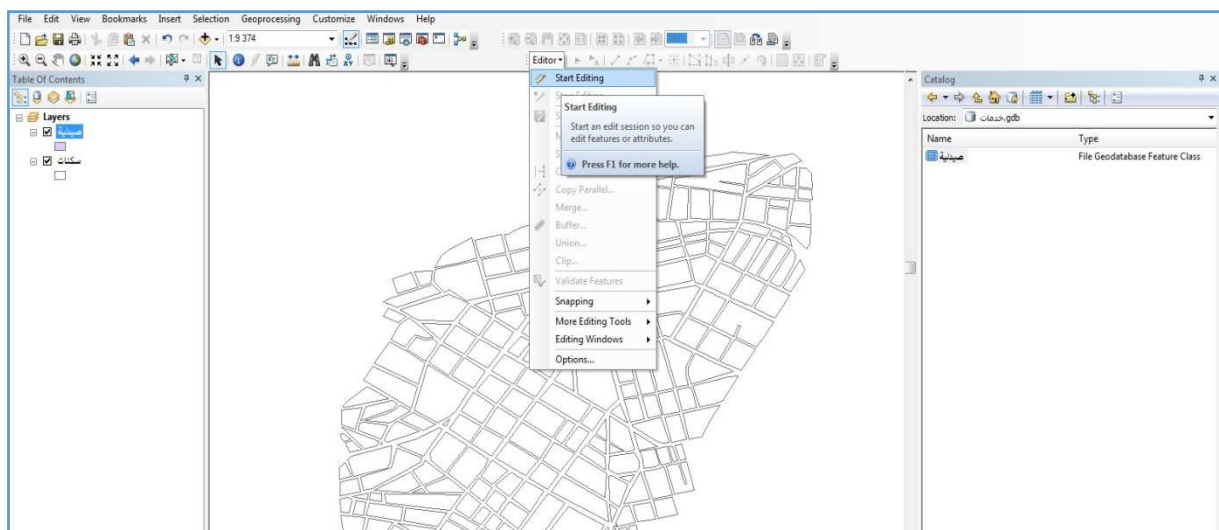 File Edit View Bookmarks Insert Selection Geoprocessing Customize Windows Help
1:9 374
Editor
Table Of Contents
Layers
صيدلية
سكنات
Start Editing
Start Editing
Start an edit session so you can
edit features or attributes.
Press F1 for more help.
Copy Parallel...
Merge...
Buffer...
Union...
Clip...
Validate Features
Snapping
More Editing Tools
Editing Windows
Options...
Catalog
Location: خدمات.gdb
Name Type
صيدلية File Geodatabase Feature Class